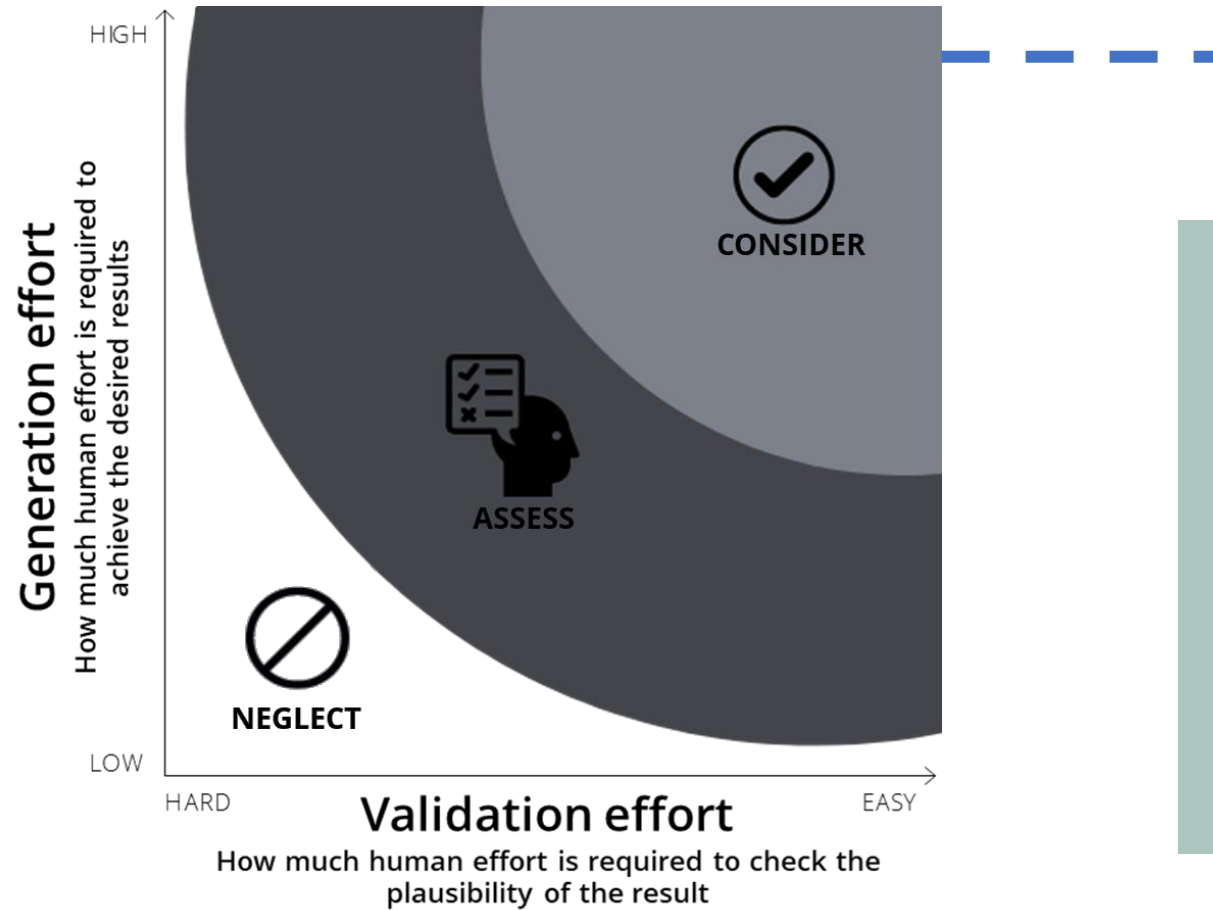 HIGH
Generation effort
How much human effort is required to
achieve the desired results
CONSIDER
ASSESS
NEGLECT
LOW
HARD
EASY
Validation effort
How much human effort is required to check the
plausibility of the result